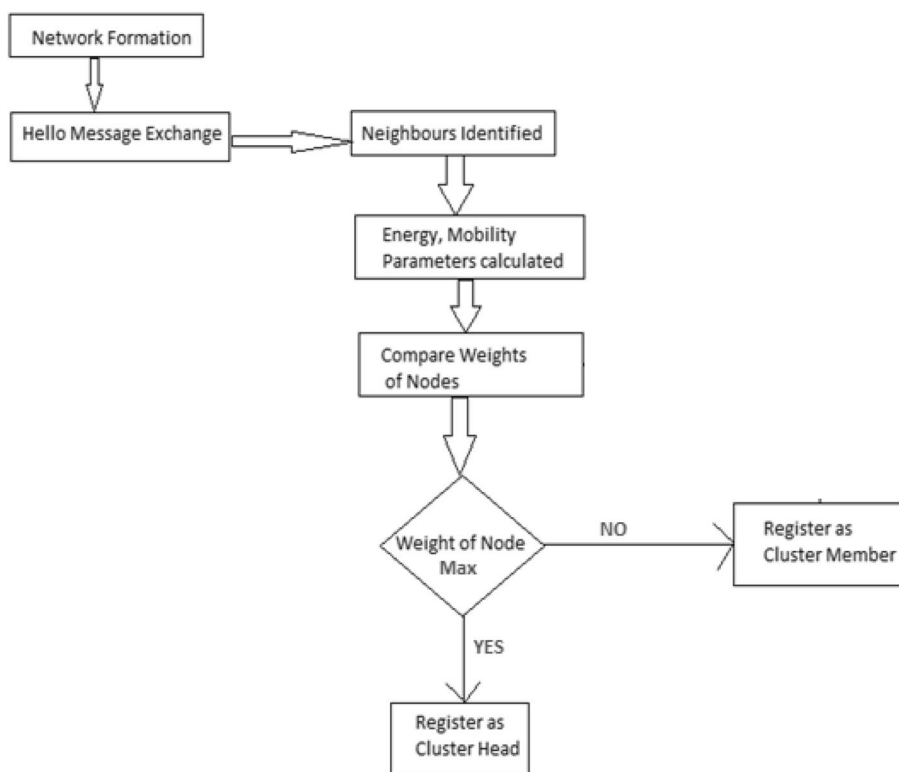 Network Formation
Hello Message Exchange
Neighbours Identified
Energy, Mobility
Parameters calculated
Compare Weights
of Nodes
Weight of Node
Max
NO
Register as
Cluster Member
YES
Register as
Cluster Head